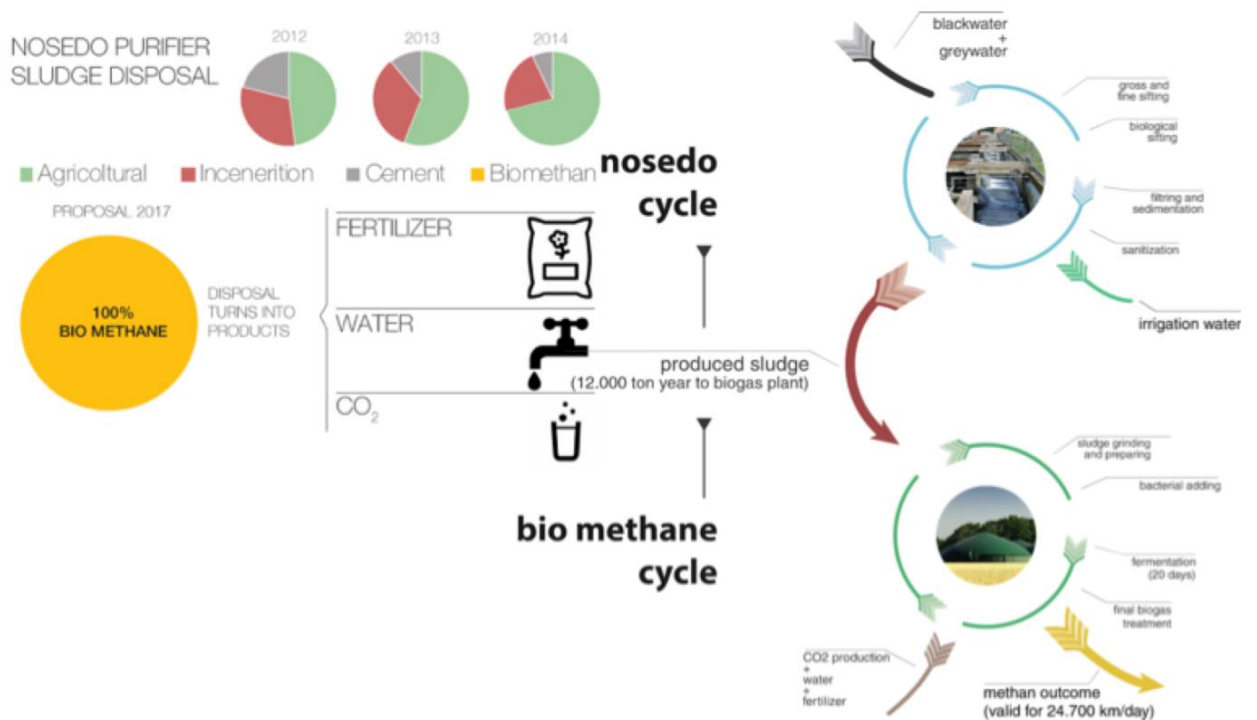 NOSEDO PURIFIER
SLUDGE DISPOSAL
2012
2013
2014
Agricoltural
Incenerition
Cement
Biomethan
PROPOSAL 2017
100%
BIO METHANE
DISPOSAL
TURNS INTO
PRODUCTS
FERTILIZER
WATER
CO₂
nosedo
cycle
produced sludge
(12.000 ton year to biogas plant)
bio methane
cycle
blackwater
+
greywater
gross and
fine sifting
biological
sifting
filtring and
sedimentation
sanitization
irrigation water
sludge grinding
and preparing
bacterial adding
fermentation
(20 days)
final biogas
treatment
CO2 production
+
water
+
fertilizer
methan outcome
(valid for 24.700 km/day)